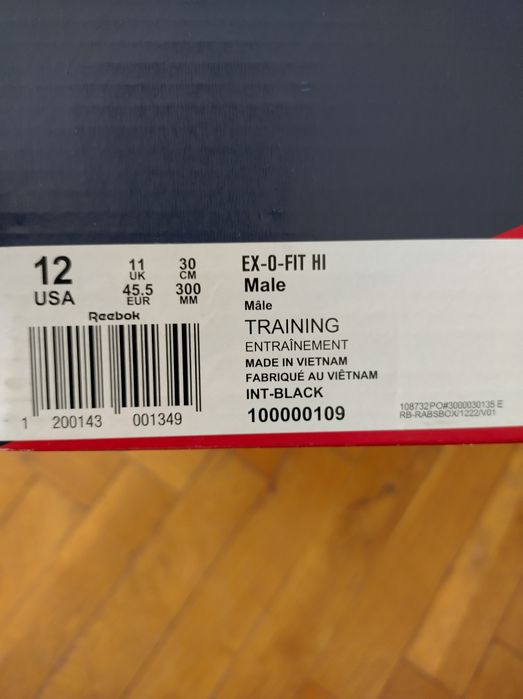 12
USA
11
UK
45.5
EUR
30
CM
300
MM
Reebok
1 200143 001349
EX-O-FIT HI
Male
Mâle
TRAINING
ENTRAÎNEMENT
MADE IN VIETNAM
FABRIQUÉ AU VIÊTNAM
INT-BLACK
100000109
108732PO#3000030135 E
RB-RABSBOX/1222/V01